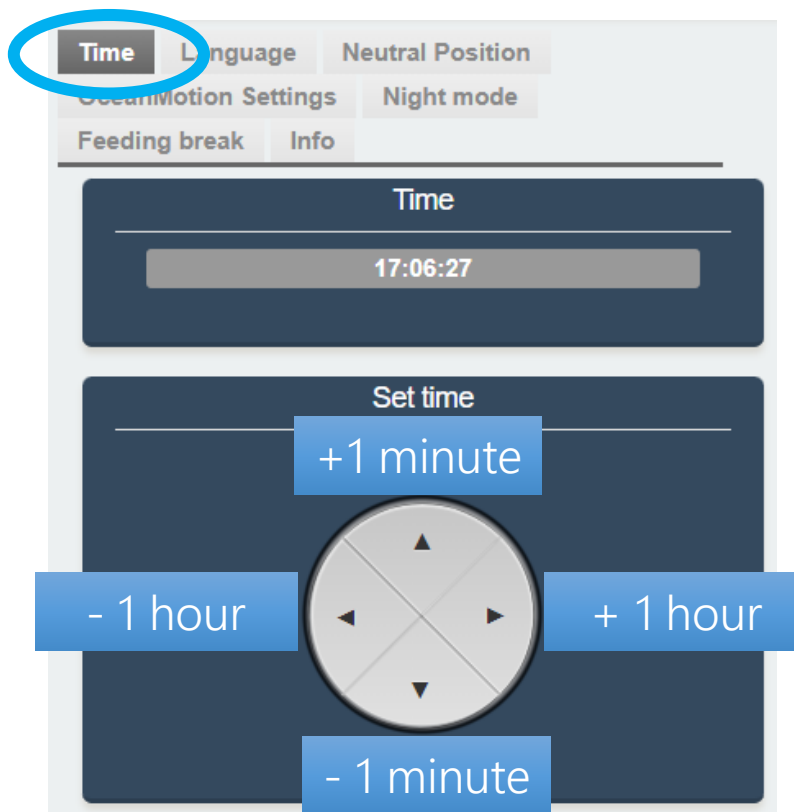 Time Language Neutral Position
OceanMotion Settings Night mode
Feeding break Info
Time
17:06:27
Set time
+1 minute
- 1 hour + 1 hour
- 1 minute